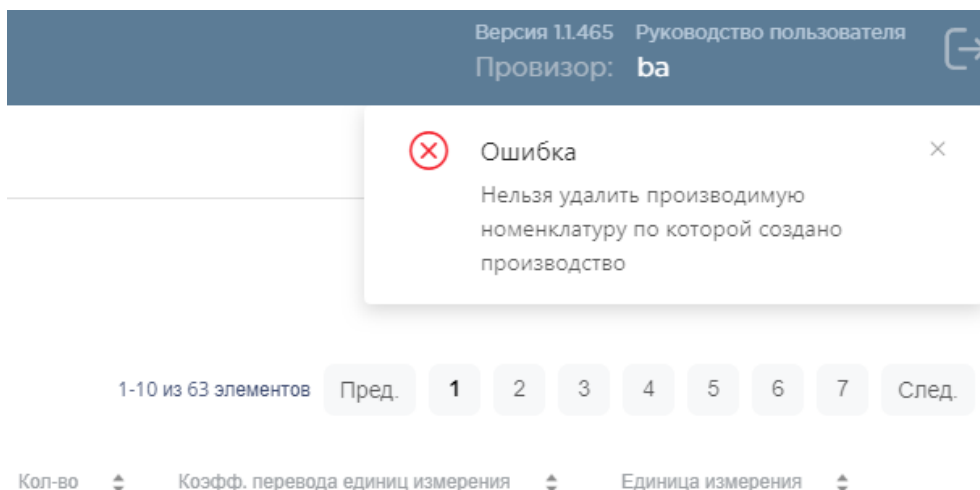 Версия 1.1.465 Руководство пользователя
Провизор: ba
Ошибка
Нельзя удалить производимую
номенклатуру по которой создано
производство
1-10 из 63 элементов Пред. 1 2 3 4 5 6 7 След.
Кол-во Коэфф. перевода единиц измерения Единица измерения